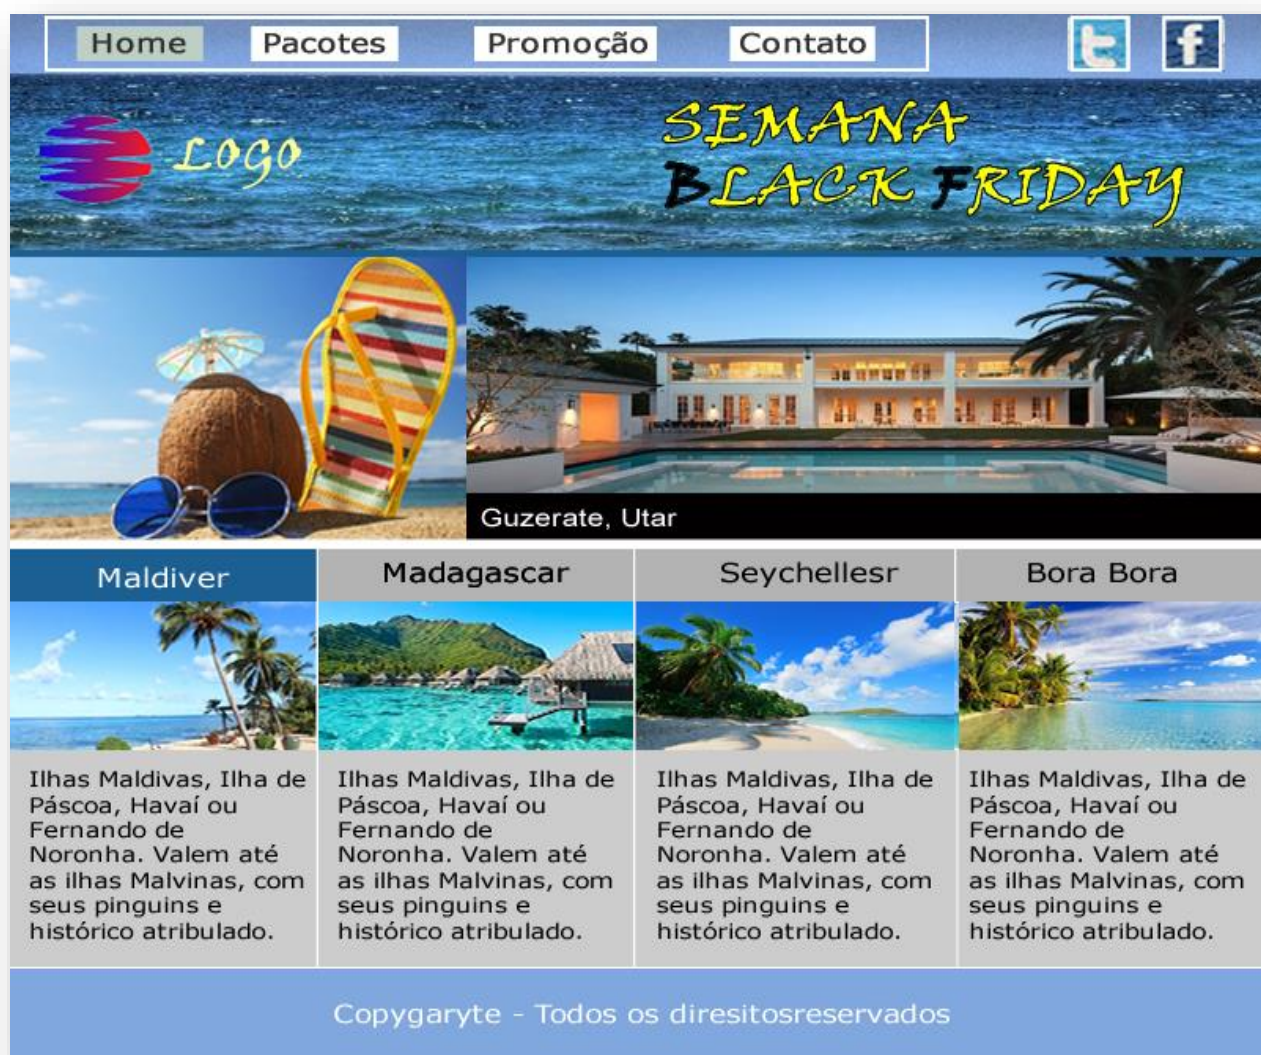 Home Pacotes Promoção Contato
LOGO
SEMANA
BLACK FRIDAY
Guzerate, Utar
Maldiver
Madagascar
Seychellesr
Bora Bora
Ilhas Maldivas, Ilha de
Páscoa, Havaí ou
Fernando de
Noronha. Valem até
as ilhas Malvinas, com
seus pinguins e
histórico atribulado.
Ilhas Maldivas, Ilha de
Páscoa, Havaí ou
Fernando de
Noronha. Valem até
as ilhas Malvinas, com
seus pinguins e
histórico atribulado.
Ilhas Maldivas, Ilha de
Páscoa, Havaí ou
Fernando de
Noronha. Valem até
as ilhas Malvinas, com
seus pinguins e
histórico atribulado.
Ilhas Maldivas, Ilha de
Páscoa, Havaí ou
Fernando de
Noronha. Valem até
as ilhas Malvinas, com
seus pinguins e
histórico atribulado.
Copygaryte - Todos os diresitosreservados